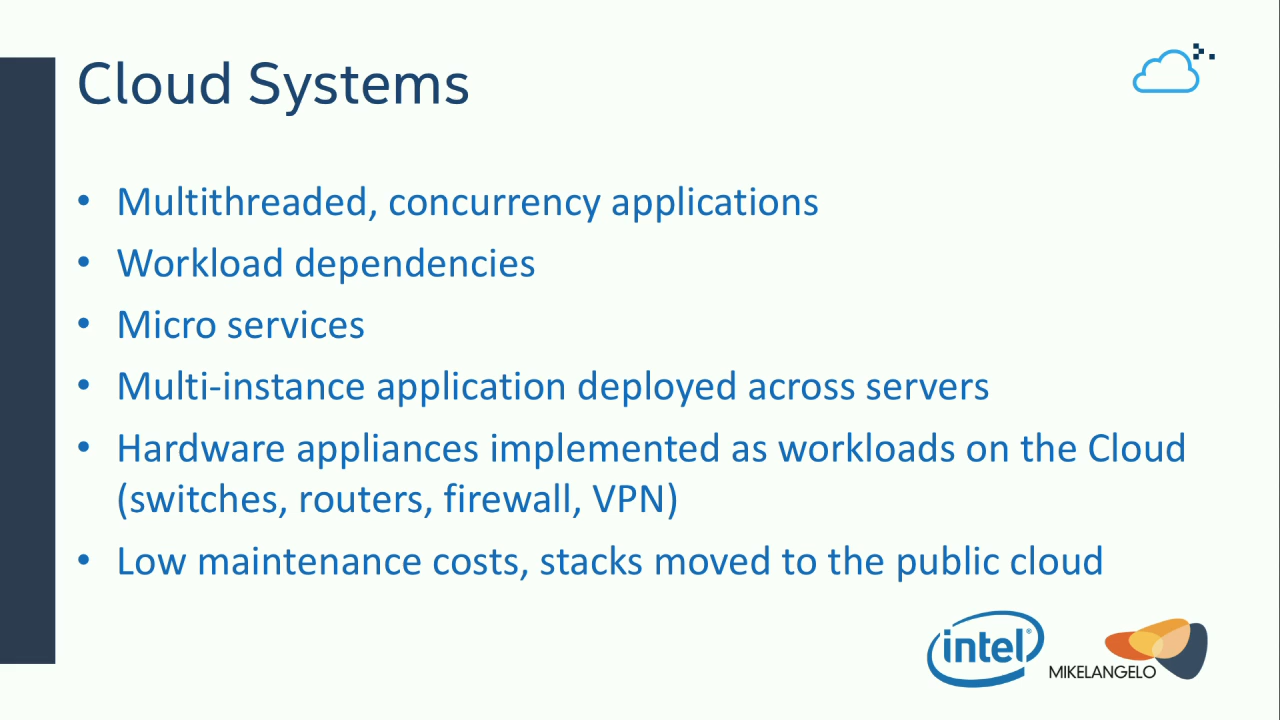 Cloud Systems
• Multithreaded, concurrency applications
• Workload dependencies
• Micro services
• Multi-instance application deployed across servers
• Hardware appliances implemented as workloads on the Cloud
(switches, routers, firewall, VPN)
• Low maintenance costs, stacks moved to the public cloud
intel®
MIKELANGELO